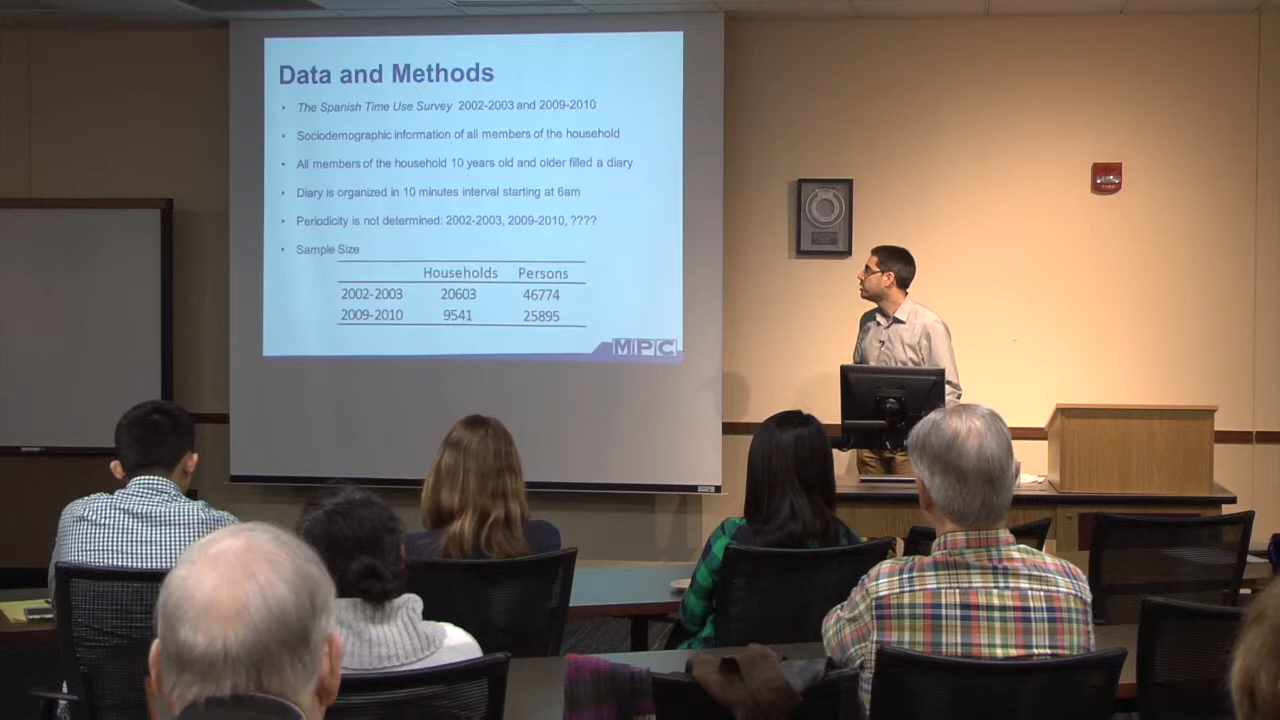 Data and Methods
• The Spanish Time Use Survey 2002-2003 and 2009-2010
• Sociodemographic information of all members of the household
• All members of the household 10 years old and older filled a diary
• Diary is organized in 10 minutes interval starting at 6am
• Periodicity is not determined: 2002-2003, 2009-2010, ????
• Sample Size
Households Persons
2002-2003 20603 46774
2009-2010 9541 25895
MPC
FIRE